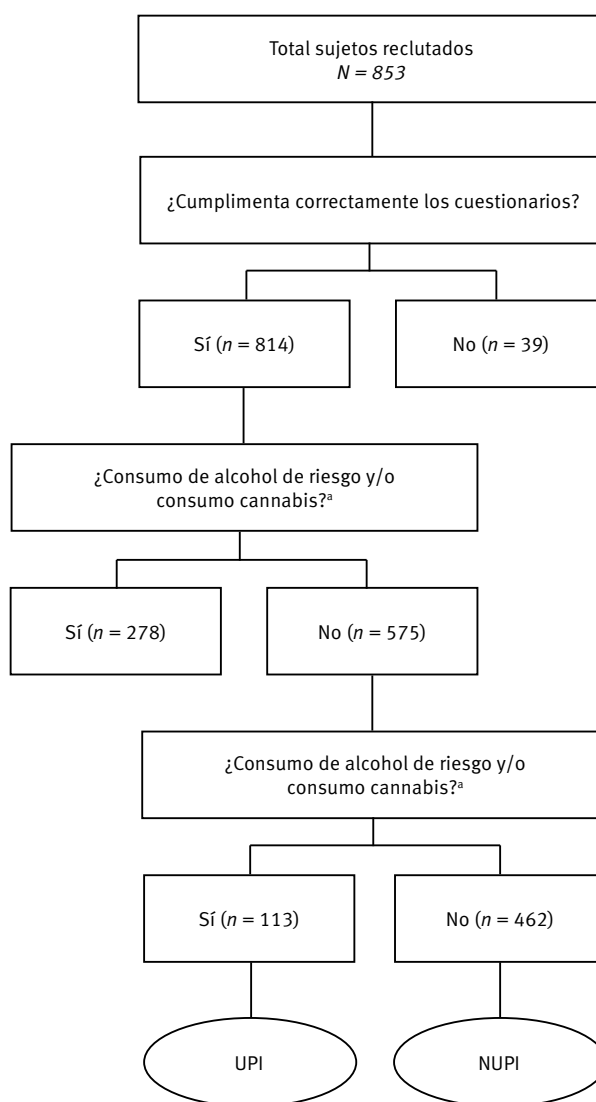 Total sujetos reclutados
N = 853
¿Cumplimenta correctamente los cuestionarios?
Sí (n = 814)
No (n = 39)
¿Consumo de alcohol de riesgo y/o
consumo cannabis?ª
Sí (n = 278)
No (n = 575)
¿Consumo de alcohol de riesgo y/o
consumo cannabis?ª
Sí (n = 113)
No (n = 462)
UPI
NUPI